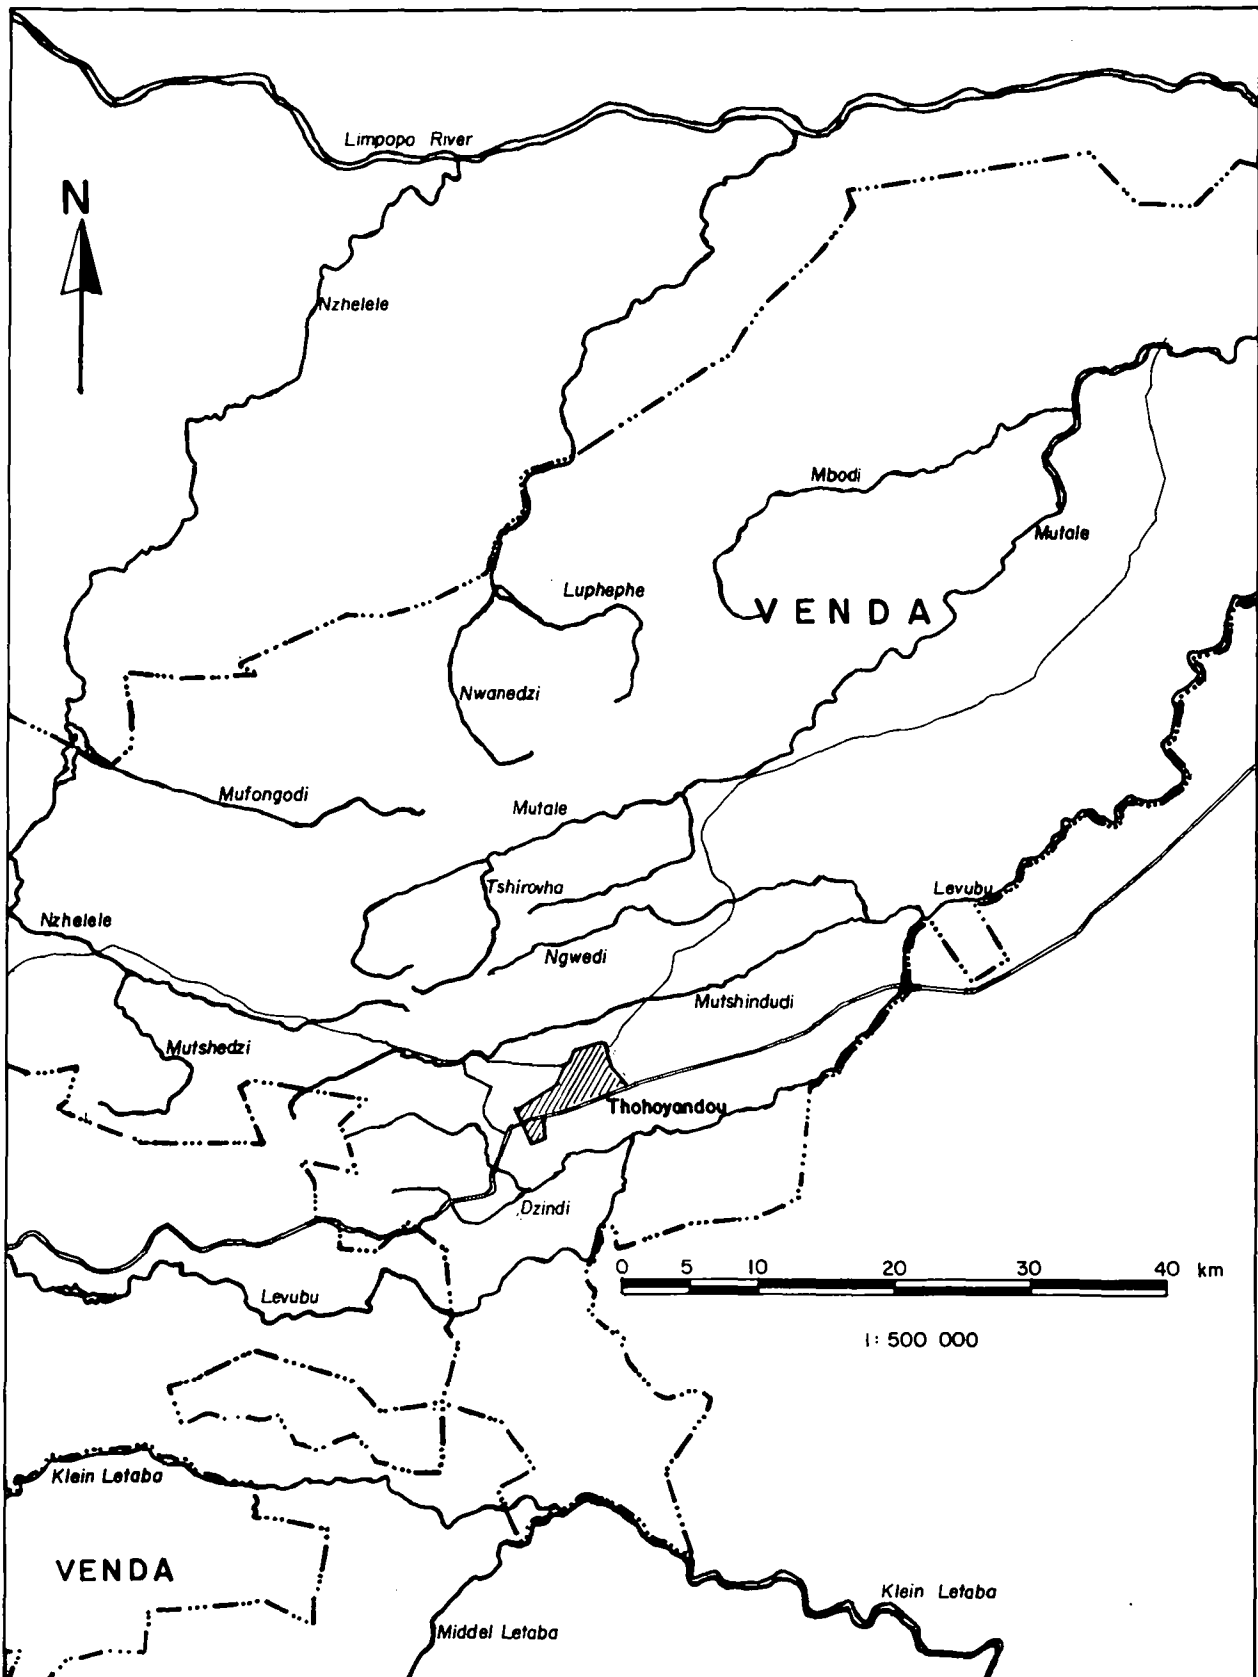 Limpopo River
N
Nzhelele
Mbodi
Mutale
Luphephe
VENDA
Nwanedzi
Mufongodi
Mutale
Tshirovha
Levubu
Nzhelele
Ngwedi
Mutshindudi
Mutshedzi
Thohoyandou
Dzindi
0 5 10 20 30 40 km
Levubu
1: 500 000
Klein Letaba
VENDA
Klein Letaba
Middel Letaba